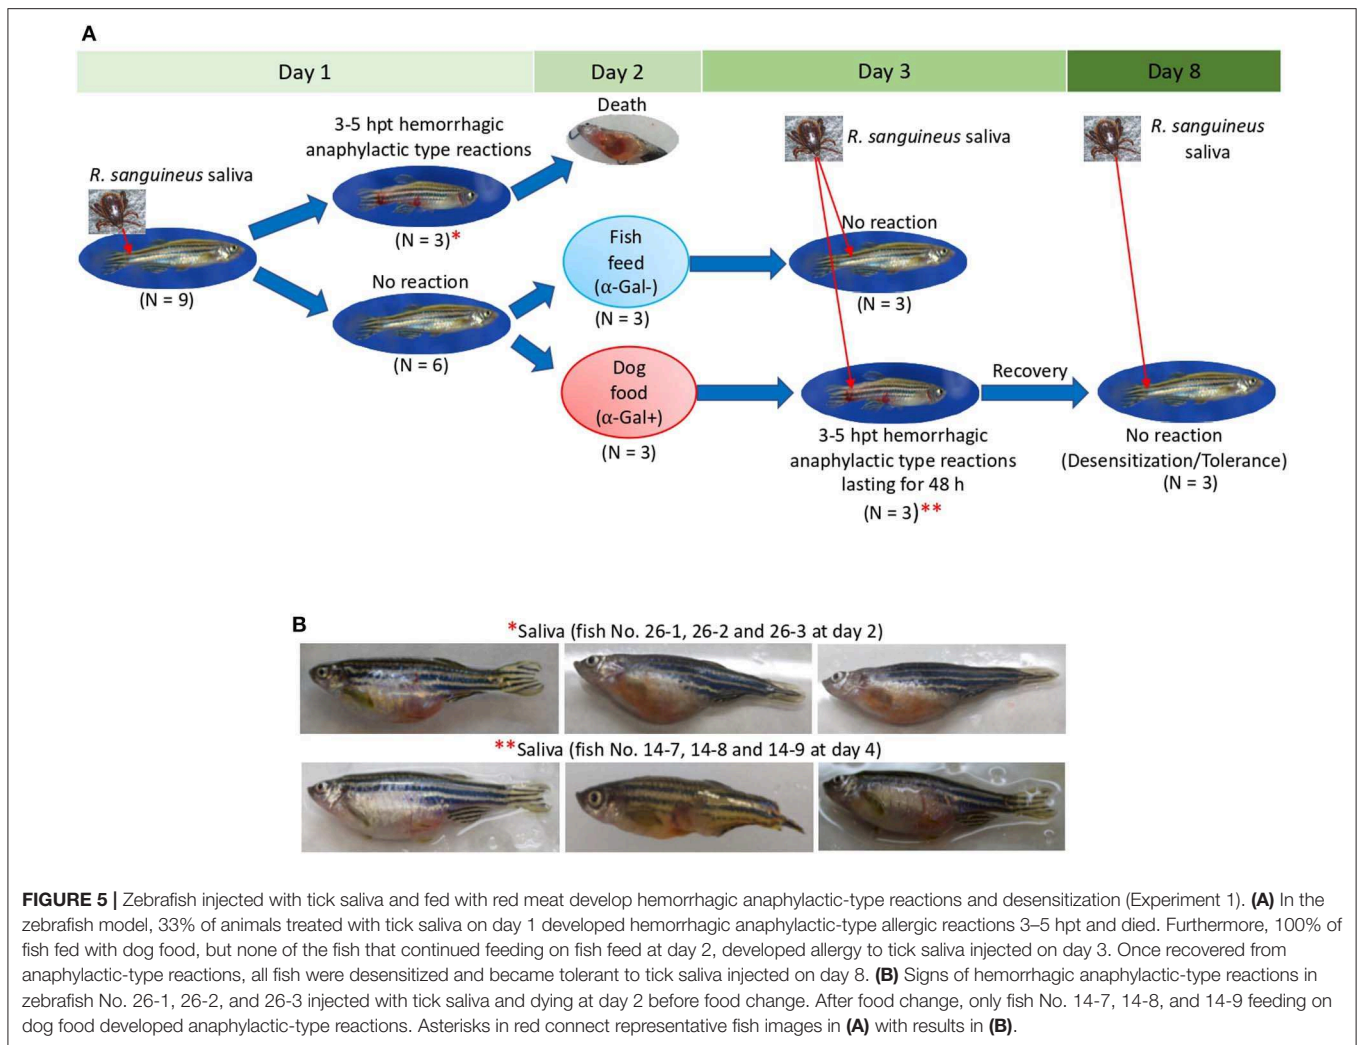 A
Day 1
Day 2
Day 3
Day 8
R. sanguineus saliva
(N = 9)
3-5 hpt hemorrhagic
anaphylactic type reactions
(N = 3)*
No reaction
(N = 6)
Death
Fish
feed
(α-Gal-)
(N = 3)
Dog
food
(α-Gal+)
(N = 3)
R. sanguineus saliva
No reaction
(N = 3)
3-5 hpt hemorrhagic
anaphylactic type reactions
lasting for 48 h
(N = 3)**
Recovery
R. sanguineus
saliva
No reaction
(Desensitization/Tolerance)
(N = 3)
B
*Saliva (fish No. 26-1, 26-2 and 26-3 at day 2)
**Saliva (fish No. 14-7, 14-8 and 14-9 at day 4)
FIGURE 5 | Zebrafish injected with tick saliva and fed with red meat develop hemorrhagic anaphylactic-type reactions and desensitization (Experiment 1). (A) In the
zebrafish model, 33% of animals treated with tick saliva on day 1 developed hemorrhagic anaphylactic-type allergic reactions 3–5 hpt and died. Furthermore, 100% of
fish fed with dog food, but none of the fish that continued feeding on fish feed at day 2, developed allergy to tick saliva injected on day 3. Once recovered from
anaphylactic-type reactions, all fish were desensitized and became tolerant to tick saliva injected on day 8. (B) Signs of hemorrhagic anaphylactic-type reactions in
zebrafish No. 26-1, 26-2, and 26-3 injected with tick saliva and dying at day 2 before food change. After food change, only fish No. 14-7, 14-8, and 14-9 feeding on
dog food developed anaphylactic-type reactions. Asterisks in red connect representative fish images in (A) with results in (B).